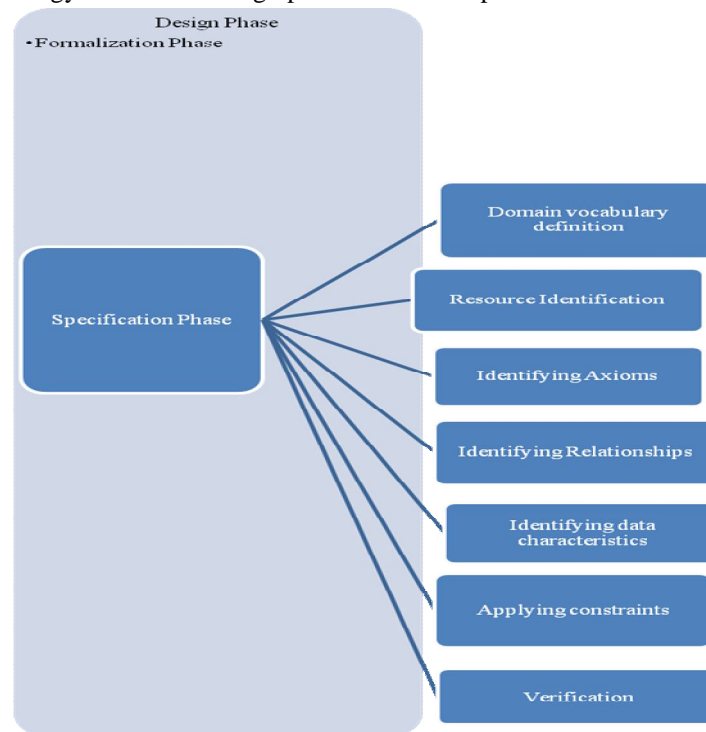 Design Phase
•Formalization Phase
Domain vocabulary
definition
Resource Identification
Specification Phase
Identifying Axioms
Identifying Relationships
Identifying data
characteristics
Applying constraints
Verification